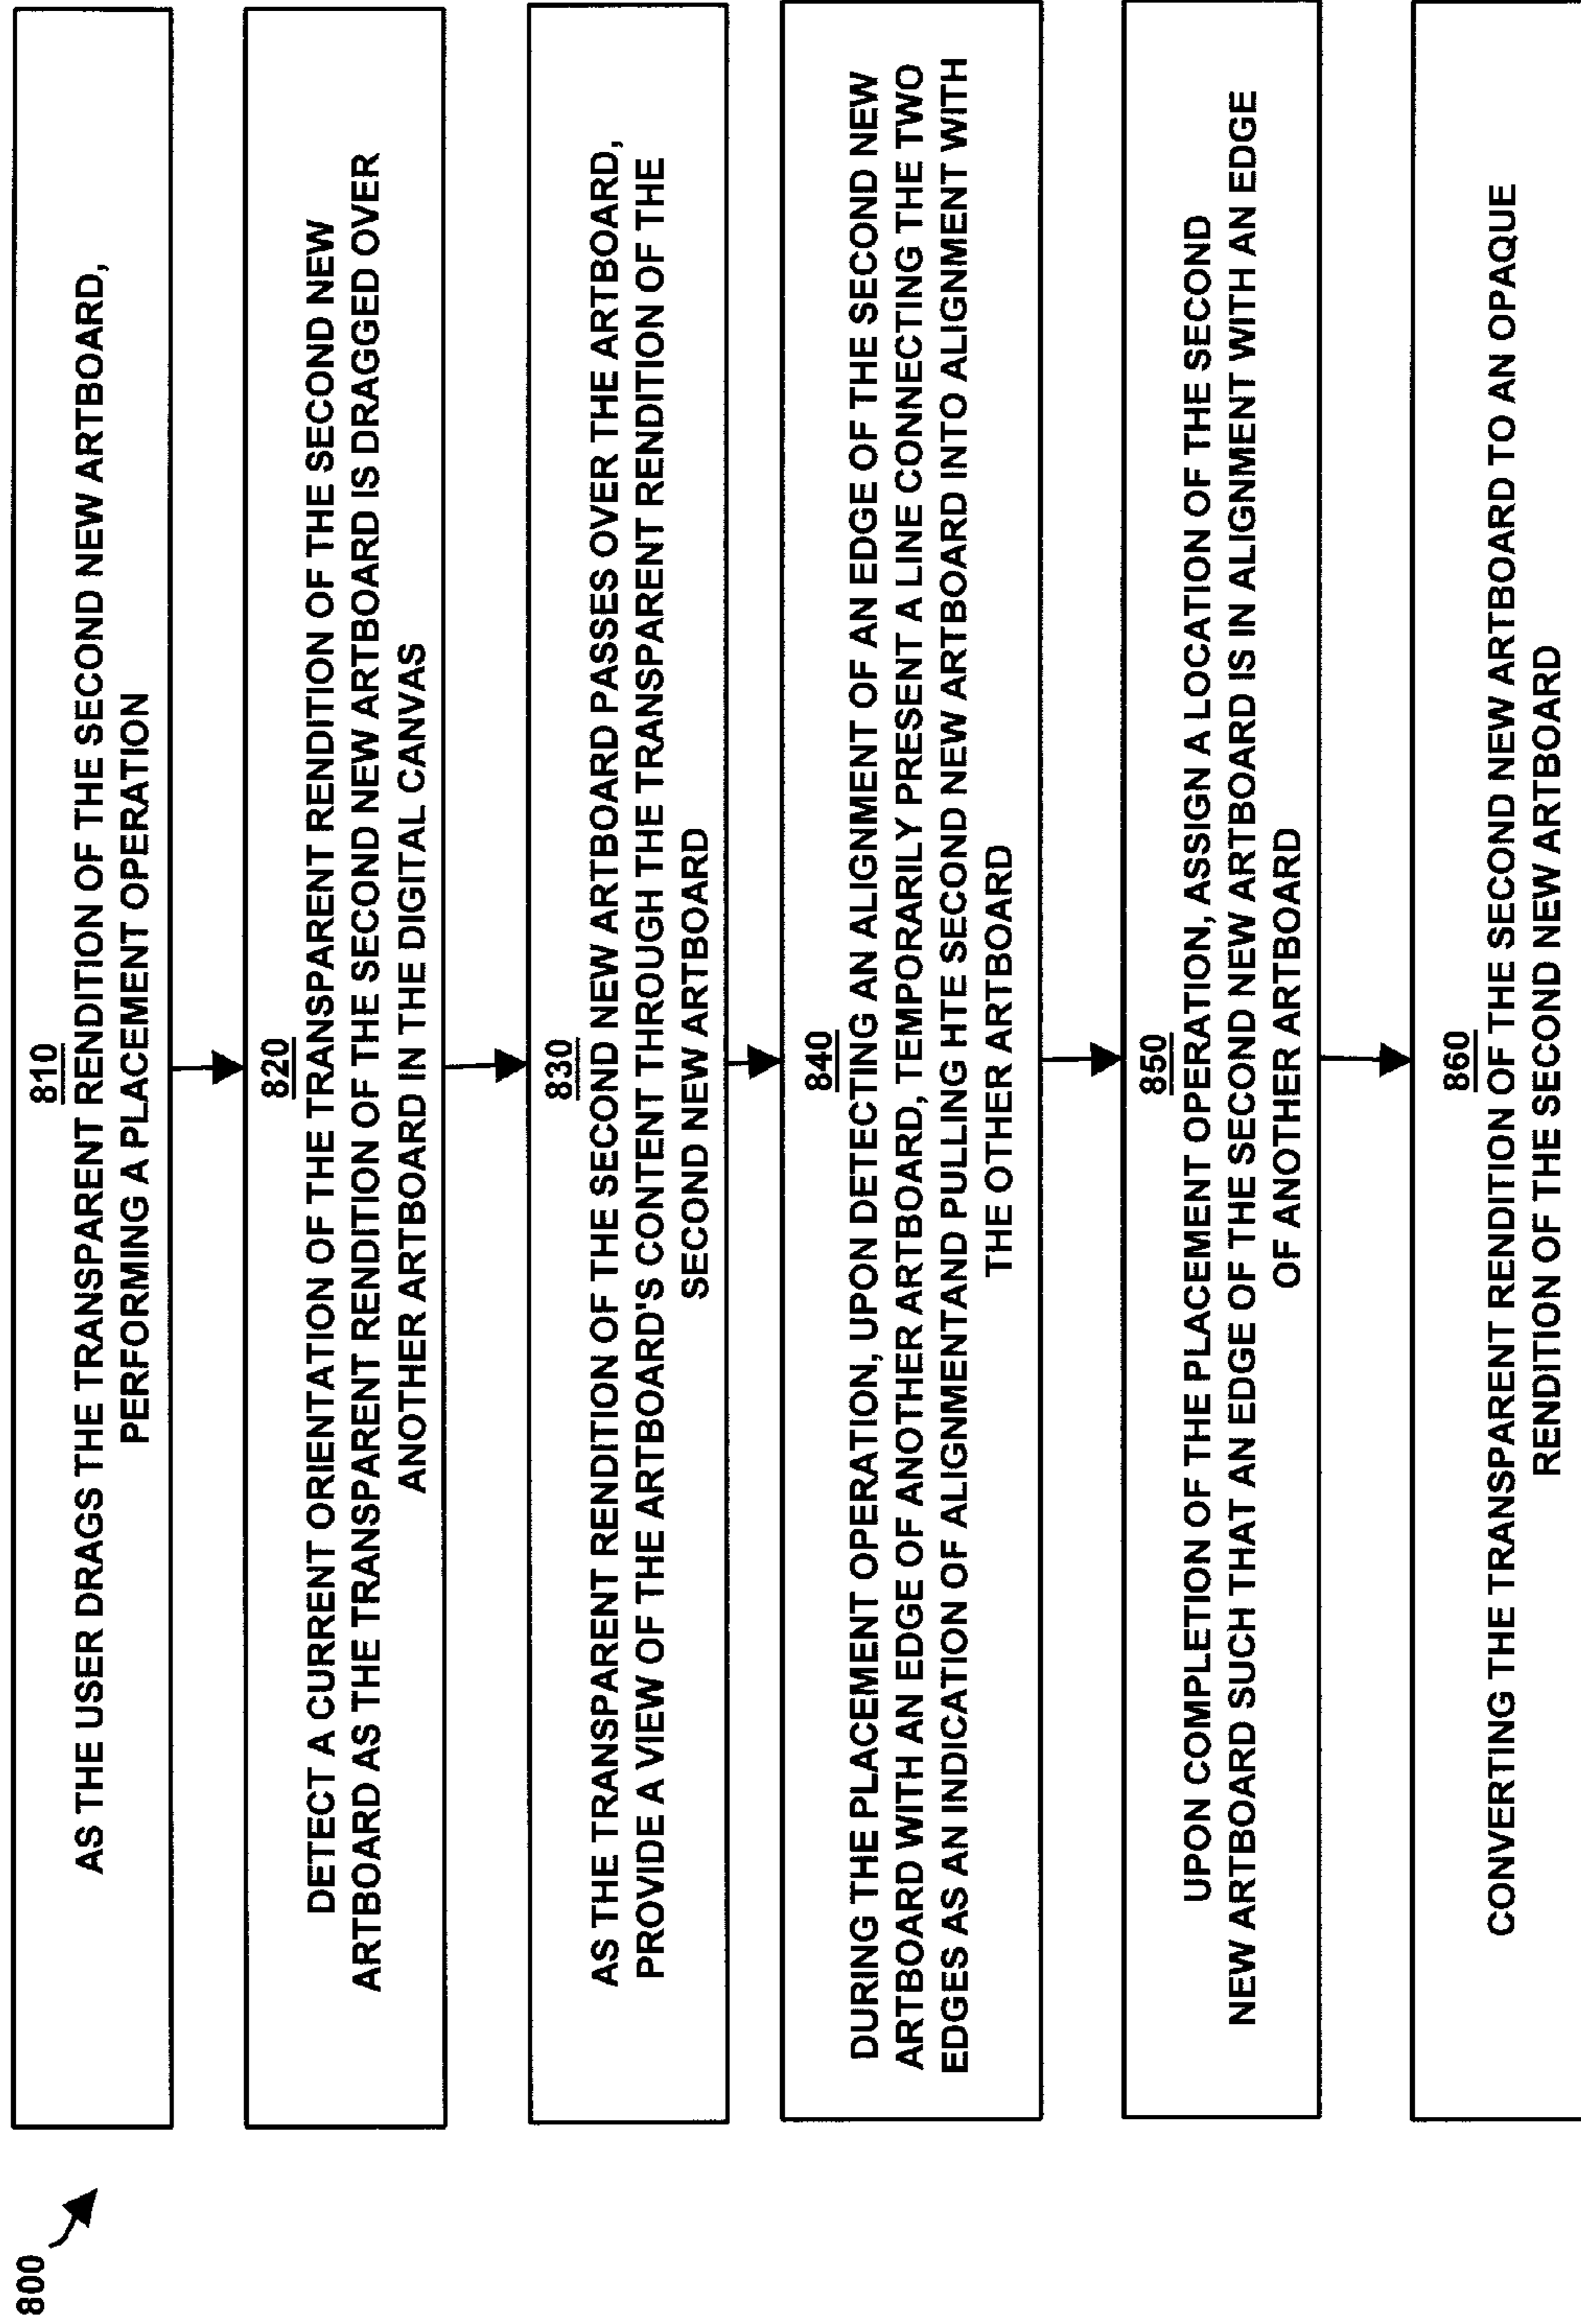 800
810
AS THE USER DRAGS THE TRANSPARENT RENDITION OF THE SECOND NEW ARTBOARD,
PERFORMING A PLACEMENT OPERATION
820
DETECT A CURRENT ORIENTATION OF THE TRANSPARENT RENDITION OF THE SECOND NEW
ARTBOARD AS THE TRANSPARENT RENDITION OF THE SECOND NEW ARTBOARD IS DRAGGED OVER
ANOTHER ARTBOARD IN THE DIGITAL CANVAS
830
AS THE TRANSPARENT RENDITION OF THE SECOND NEW ARTBOARD PASSES OVER THE ARTBOARD,
PROVIDE A VIEW OF THE ARTBOARD'S CONTENT THROUGH THE TRANSPARENT RENDITION OF THE
SECOND NEW ARTBOARD
840
DURING THE PLACEMENT OPERATION, UPON DETECTING AN ALIGNMENT OF AN EDGE OF THE SECOND NEW
ARTBOARD WITH AN EDGE OF ANOTHER ARTBOARD, TEMPORARILY PRESENT A LINE CONNECTING THE TWO
EDGES AS AN INDICATION OF ALIGNMENTAND PULLING HTE SECOND NEW ARTBOARD INTO ALIGNMENT WITH
THE OTHER ARTBOARD
850
UPON COMPLETION OF THE PLACEMENT OPERATION, ASSIGN A LOCATION OF THE SECOND
NEW ARTBOARD SUCH THAT AN EDGE OF THE SECOND NEW ARTBOARD IS IN ALIGNMENT WITH AN EDGE
OF ANOTHER ARTBOARD
860
CONVERTING THE TRANSPARENT RENDITION OF THE SECOND NEW ARTBOARD TO AN OPAQUE
RENDITION OF THE SECOND NEW ARTBOARD